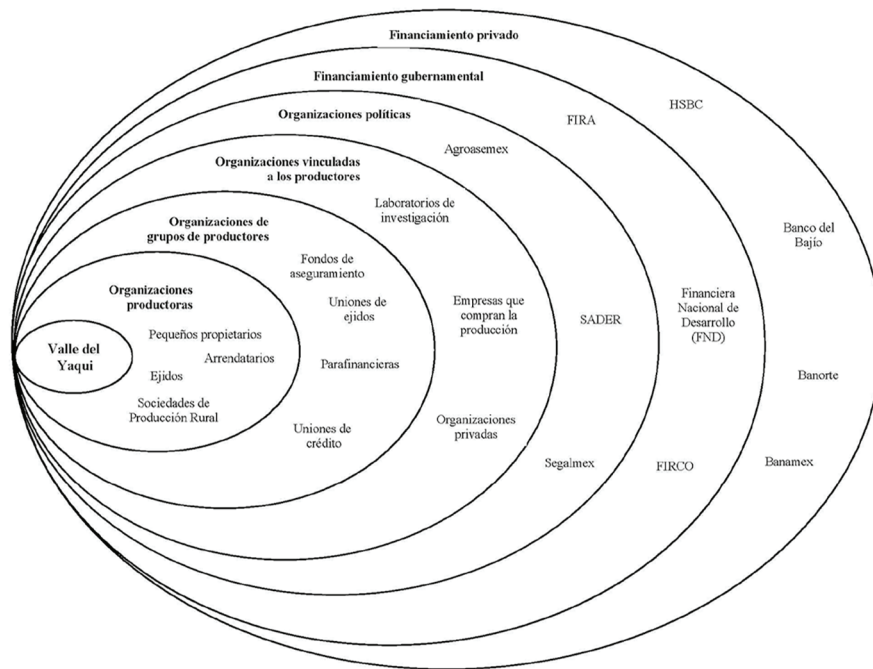 Financiamiento privado
Financiamiento gubernamental
Organizaciones políticas
Organizaciones vinculadas
a los productores
Organizaciones de
grupos de productores
Organizaciones
productoras
Valle del
Yaqui
Pequeños propietarios
Arrendatarios
Ejidos
Sociedades de
Producción Rural
Fondos de
aseguramiento
Uniones de
ejidos
Parafinancieras
Uniones de
crédito
Laboratorios de
investigación
Empresas que
compran la
producción
Organizaciones
privadas
Agroasemex
SADER
Segalmex
FIRA
Financiera
Nacional de
Desarrollo
(FND)
FIRCO
HSBC
Banco del
Bajío
Banorte
Banamex